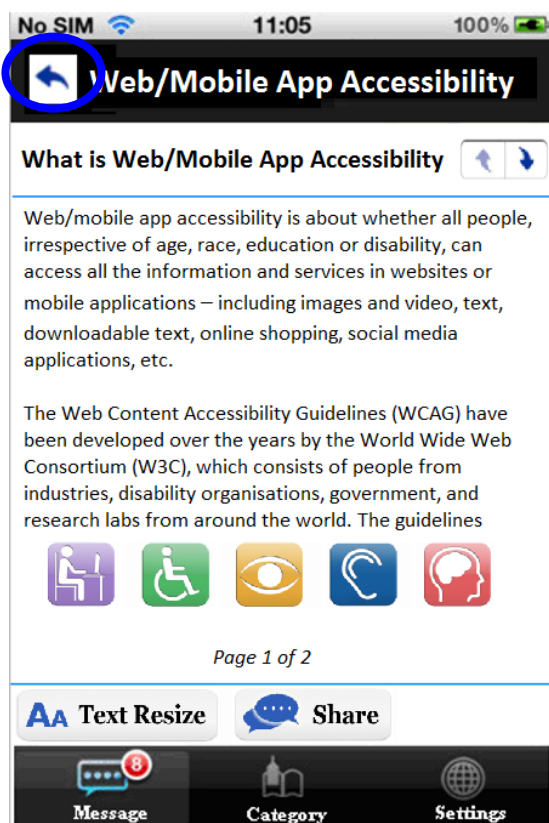 No SIM 11:05 100%
Web/Mobile App Accessibility
What is Web/Mobile App Accessibility
Web/mobile app accessibility is about whether all people,
irrespective of age, race, education or disability, can
access all the information and services in websites or
mobile applications – including images and video, text,
downloadable text, online shopping, social media
applications, etc.
The Web Content Accessibility Guidelines (WCAG) have
been developed over the years by the World Wide Web
Consortium (W3C), which consists of people from
industries, disability organisations, government, and
research labs from around the world. The guidelines
Page 1 of 2
AA Text Resize Share
8
Message Category Settings